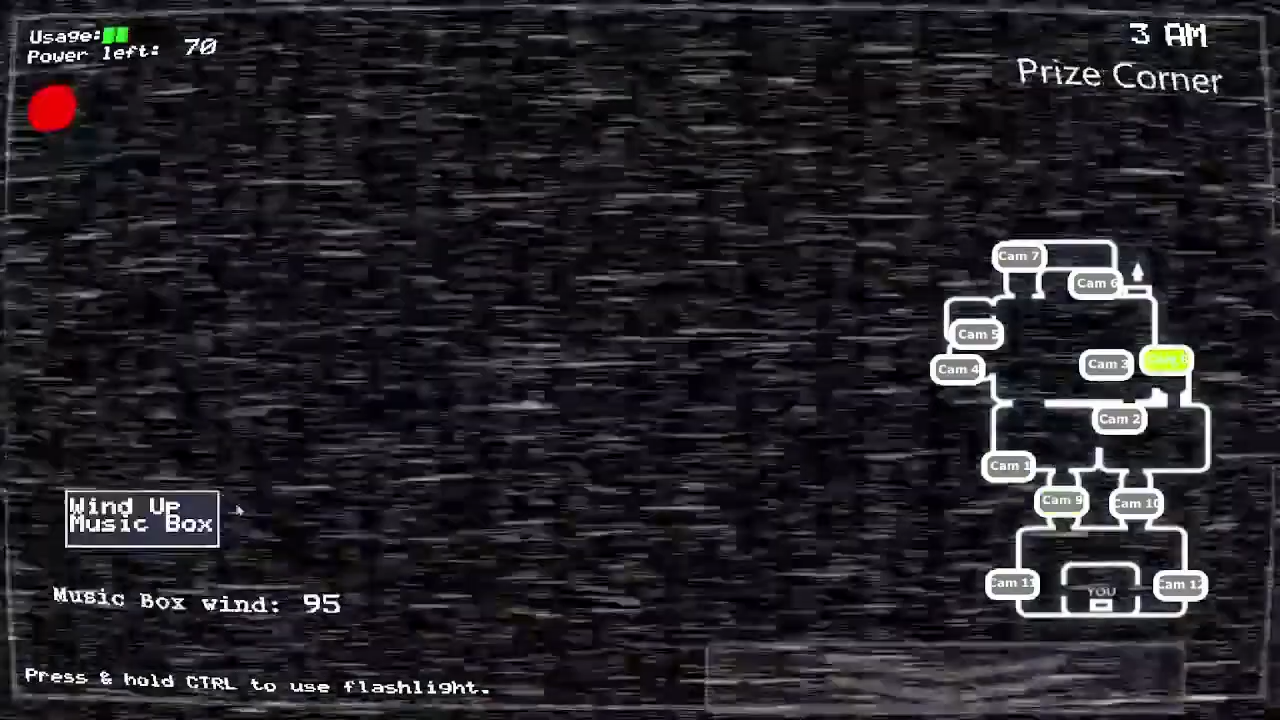 Usage:
Power left: 70
3 AM
Prize Corner
Cam 7
Cam 6
Cam 5
Cam 4
Cam 3
Cam 2
Cam 1
Cam 9
Cam 10
Cam 11
Cam 12
YOU
Wind Up
Music Box
Music Box wind: 95
Press & hold CTRL to use flashlight.